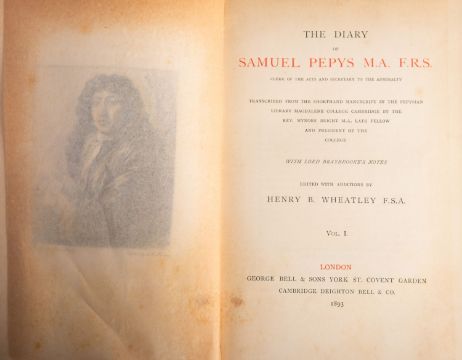 THE DIARY
OF
SAMUEL PEPYS M.A. F.R.S.
CLERK OF THE ACTS AND SECRETARY TO THE ADMIRALTY
TRANSCRIBED FROM THE SHORTHAND MANUSCRIPT IN THE PEPYSIAN
LIBRARY MAGDALENE COLLEGE CAMBRIDGE BY THE
REV. MYNORS BRIGHT M.A. LATE FELLOW
AND PRESIDENT OF THE
COLLEGE
WITH LORD BRAYBROOKE'S NOTES
EDITED WITH ADDITIONS BY
HENRY B. WHEATLEY F.S.A.
VOL. I.
LONDON
GEORGE BELL & SONS YORK ST. COVENT GARDEN
CAMBRIDGE DEIGHTON BELL & CO.
1893